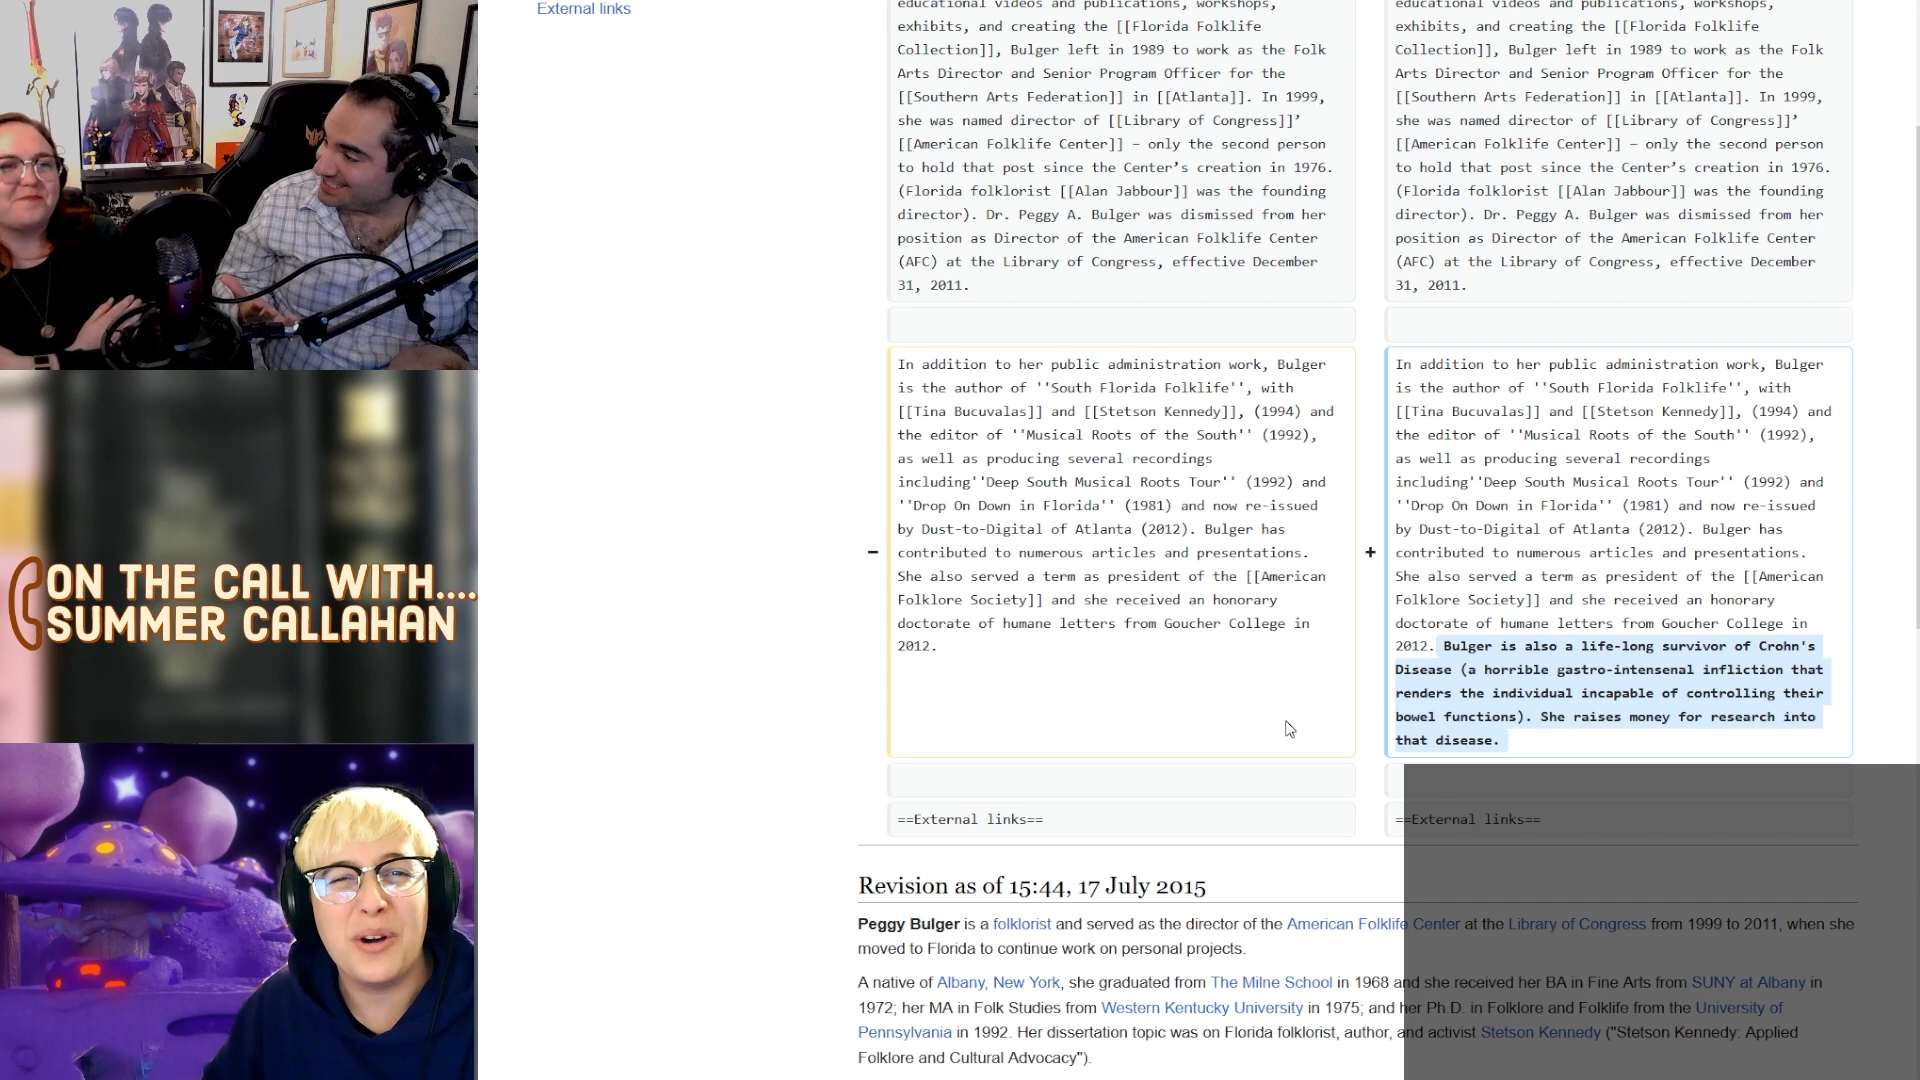 External links
educational videos and publications, workshops,
exhibits, and creating the [[Florida Folklife
Collection]], Bulger left in 1989 to work as the Folk
Arts Director and Senior Program Officer for the
[[Southern Arts Federation]] in [[Atlanta]]. In 1999,
she was named director of [[Library of Congress]]’
[[American Folklife Center]] – only the second person
to hold that post since the Center’s creation in 1976.
(Florida folklorist [[Alan Jabbour]] was the founding
director). Dr. Peggy A. Bulger was dismissed from her
position as Director of the American Folklife Center
(AFC) at the Library of Congress, effective December
31, 2011.
In addition to her public administration work, Bulger
is the author of ''South Florida Folklife'', with
[[Tina Bucuvalas]] and [[Stetson Kennedy]], (1994) and
the editor of ''Musical Roots of the South'' (1992),
as well as producing several recordings
including''Deep South Musical Roots Tour'' (1992) and
''Drop On Down in Florida'' (1981) and now re-issued
by Dust-to-Digital of Atlanta (2012). Bulger has
− contributed to numerous articles and presentations.
She also served a term as president of the [[American
Folklore Society]] and she received an honorary
doctorate of humane letters from Goucher College in
2012.
==External links==
educational videos and publications, workshops,
exhibits, and creating the [[Florida Folklife
Collection]], Bulger left in 1989 to work as the Folk
Arts Director and Senior Program Officer for the
[[Southern Arts Federation]] in [[Atlanta]]. In 1999,
she was named director of [[Library of Congress]]’
[[American Folklife Center]] – only the second person
to hold that post since the Center’s creation in 1976.
(Florida folklorist [[Alan Jabbour]] was the founding
director). Dr. Peggy A. Bulger was dismissed from her
position as Director of the American Folklife Center
(AFC) at the Library of Congress, effective December
31, 2011.
In addition to her public administration work, Bulger
is the author of ''South Florida Folklife'', with
[[Tina Bucuvalas]] and [[Stetson Kennedy]], (1994) and
the editor of ''Musical Roots of the South'' (1992),
as well as producing several recordings
including''Deep South Musical Roots Tour'' (1992) and
''Drop On Down in Florida'' (1981) and now re-issued
by Dust-to-Digital of Atlanta (2012). Bulger has
+ contributed to numerous articles and presentations.
She also served a term as president of the [[American
Folklore Society]] and she received an honorary
doctorate of humane letters from Goucher College in
2012. Bulger is also a life-long survivor of Crohn's
Disease (a horrible gastro-intensenal infliction that
renders the individual incapable of controlling their
bowel functions). She raises money for research into
that disease.
==External links==
ON THE CALL WITH....
SUMMER CALLAHAN
Revision as of 15:44, 17 July 2015
Peggy Bulger is a folklorist and served as the director of the American Folklife Center at the Library of Congress from 1999 to 2011, when she
moved to Florida to continue work on personal projects.
A native of Albany, New York, she graduated from The Milne School in 1968 and she received her BA in Fine Arts from SUNY at Albany in
1972; her MA in Folk Studies from Western Kentucky University in 1975; and her Ph.D. in Folklore and Folklife from the University of
Pennsylvania in 1992. Her dissertation topic was on Florida folklorist, author, and activist Stetson Kennedy ("Stetson Kennedy: Applied
Folklore and Cultural Advocacy").